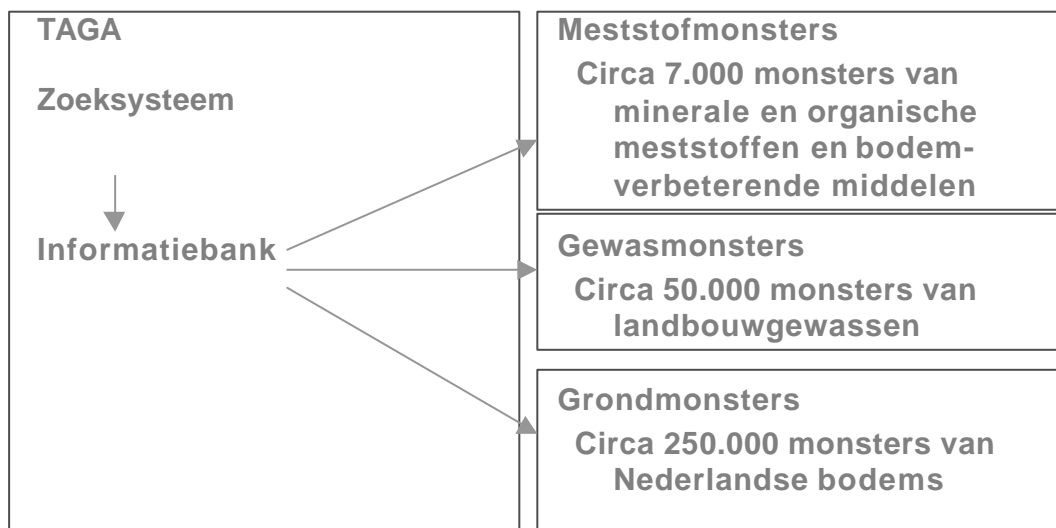 TAGA
Zoeksysteem
Informatiebank
Meststofmonsters
Circa 7.000 monsters van
minerale en organische
meststoffen en bodem-
verbeterende middelen
Gewasmonsters
Circa 50.000 monsters van
landbouwgewassen
Grondmonsters
Circa 250.000 monsters van
Nederlandse bodems